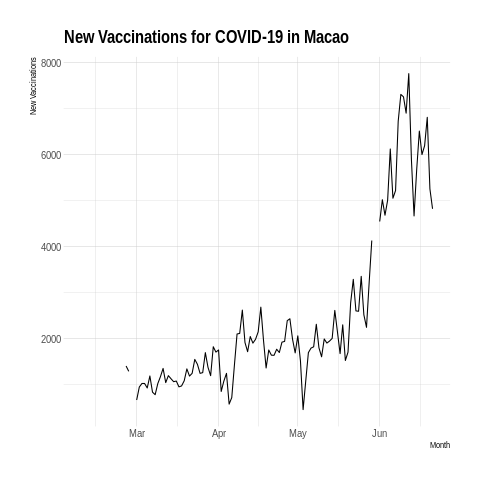 New Vaccinations for COVID-19 in Macao
New Vaccinations
8000
6000
4000
2000
Mar Apr May Jun
Month